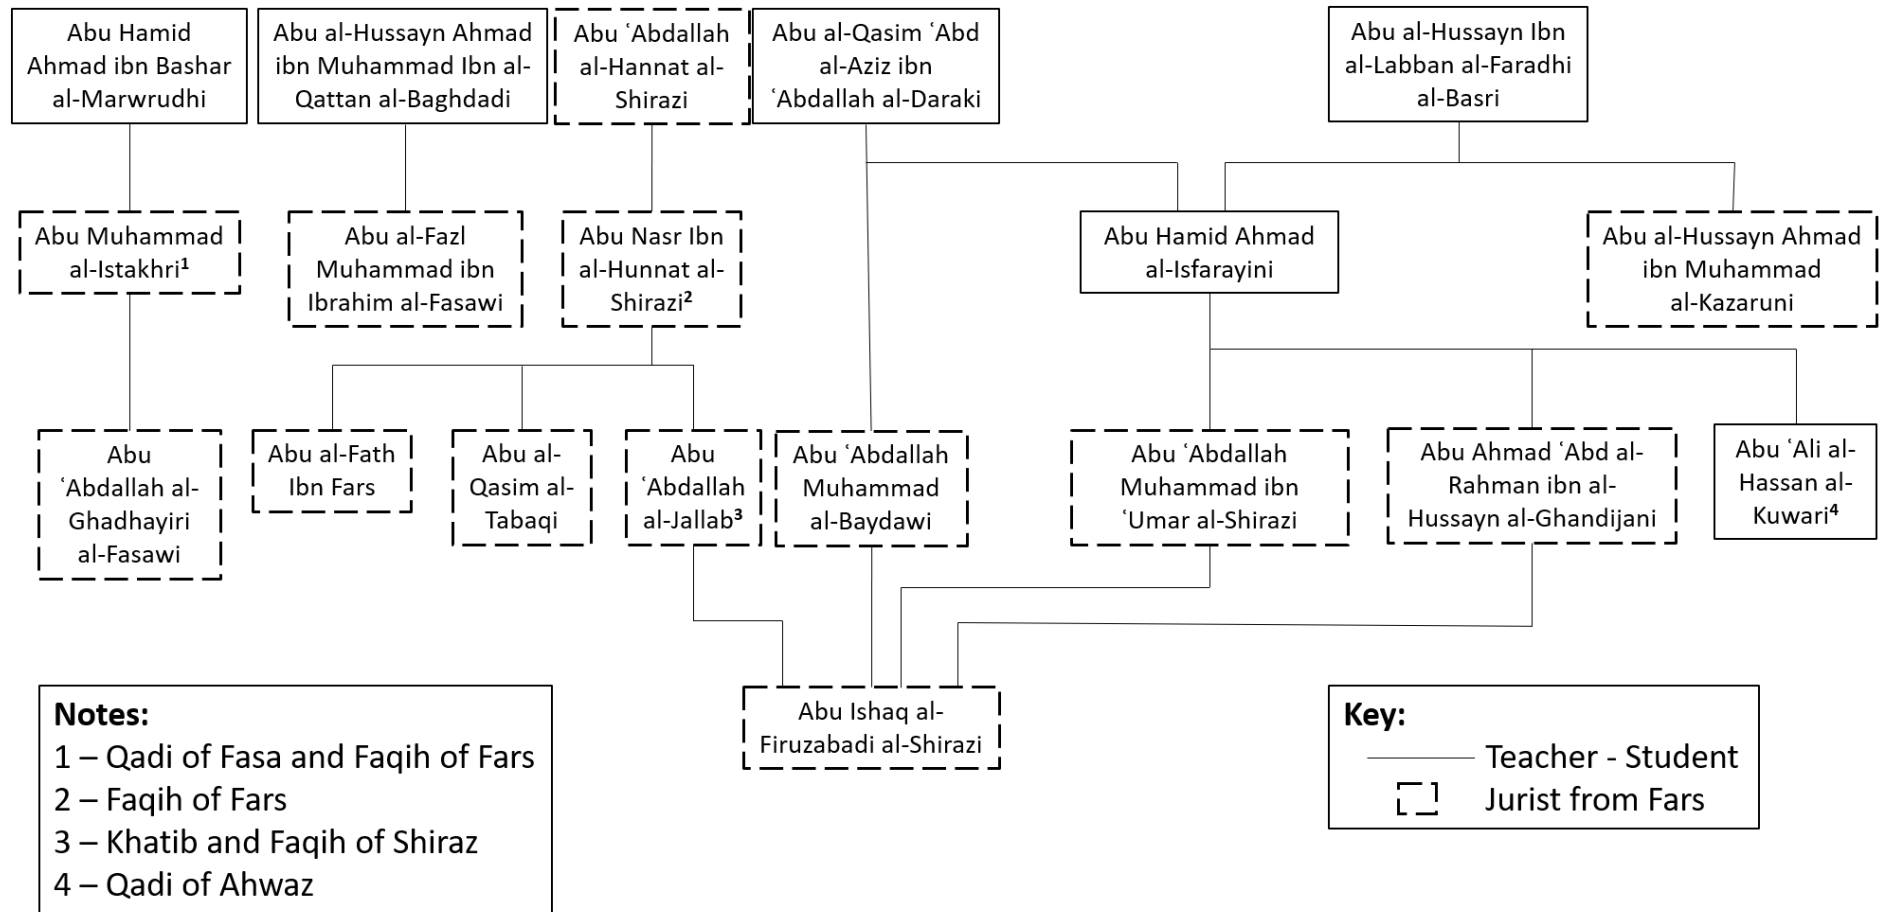 Abu Hamid
Ahmad ibn Bashar
al-Marwrudhi
Abu al-Hussayn Ahmad
ibn Muhammad Ibn al-
Qattan al-Baghdadi
Abu ʿAbdallah
al-Hannat al-
Shirazi
Abu al-Qasim ʿAbd
al-Aziz ibn
ʿAbdallah al-Daraki
Abu al-Hussayn Ibn
al-Labban al-Faradhi
al-Basri
Abu Muhammad
al-Istakhri¹
Abu al-Fazl
Muhammad ibn
Ibrahim al-Fasawi
Abu Nasr Ibn
al-Hunnat al-
Shirazi²
Abu Hamid Ahmad
al-Isfarayini
Abu al-Hussayn Ahmad
ibn Muhammad
al-Kazaruni
Abu
ʿAbdallah al-
Ghadhayiri
al-Fasawi
Abu al-Fath
Ibn Fars
Abu al-
Qasim al-
Tabaqi
Abu
ʿAbdallah
al-Jallab³
Abu ʿAbdallah
Muhammad
al-Baydawi
Abu ʿAbdallah
Muhammad ibn
ʿUmar al-Shirazi
Abu Ahmad ʿAbd al-
Rahman ibn al-
Hussayn al-Ghandijani
Abu ʿAli al-
Hassan al-
Kuwari⁴
Abu Ishaq al-
Firuzabadi al-Shirazi
Notes:
1 – Qadi of Fasa and Faqih of Fars
2 – Faqih of Fars
3 – Khatib and Faqih of Shiraz
4 – Qadi of Ahwaz
Key:
Teacher - Student
Jurist from Fars